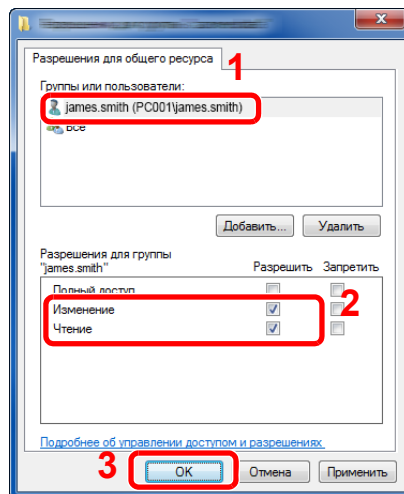 Разрешения для общего ресурса
1
Группы или пользователи:
james.smith (PC001\james.smith)
Все
Добавить... Удалить
Разрешения для группы
"james.smith" Разрешить Запретить
Полный доступ
2
Изменение
Чтение
Подробнее об управлении доступом и разрешениях
3
OK Отмена Применить